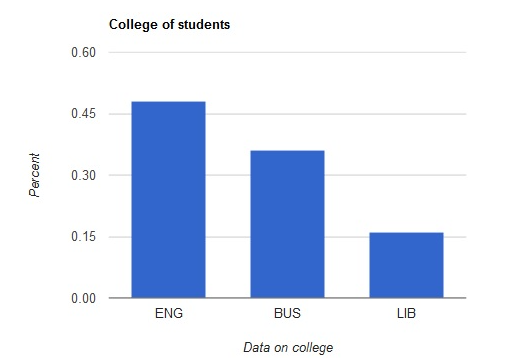 College of students
0.60
0.45
0.30
0.15
0.00
Percent
ENG BUS LIB
Data on college